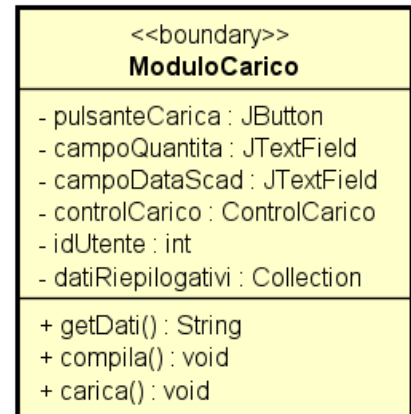 <<boundary>>
ModuloCarico
- pulsanteCarica : JButton
- campoQuantita : JTextField
- campoDataScad : JTextField
- controlCarico : ControlCarico
- idUtente : int
- datiRiepilogativi : Collection
+ getDati() : String
+ compila() : void
+ carica() : void